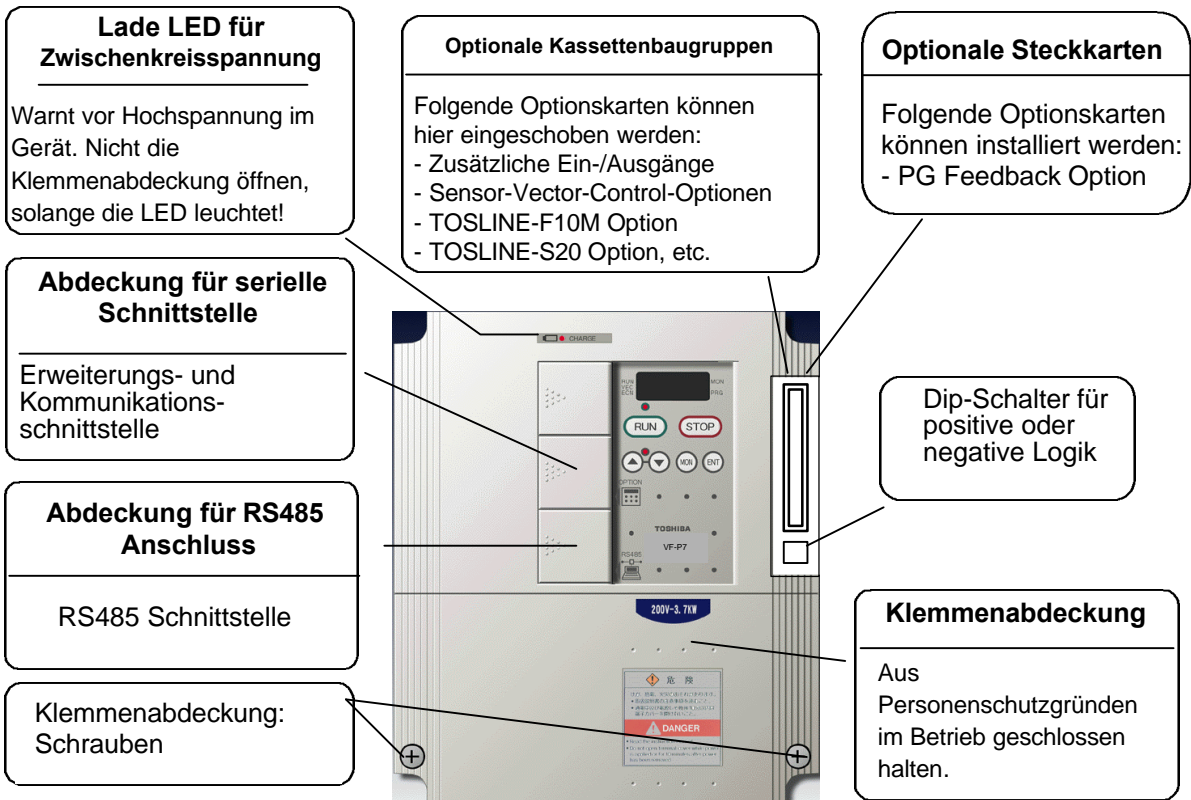 Lade LED für
Zwischenkreisspannung
Warnt vor Hochspannung im
Gerät. Nicht die
Klemmenabdeckung öffnen,
solange die LED leuchtet!
Optionale Kassettenbaugruppen
Folgende Optionskarten können
hier eingeschoben werden:
- Zusätzliche Ein-/Ausgänge
- Sensor-Vector-Control-Optionen
- TOSLINE-F10M Option
- TOSLINE-S20 Option, etc.
Optionale Steckkarten
Folgende Optionskarten
können installiert werden:
- PG Feedback Option
Abdeckung für serielle
Schnittstelle
Erweiterungs- und
Kommunikations-
schnittstelle
Abdeckung für RS485
Anschluss
RS485 Schnittstelle
Klemmenabdeckung:
Schrauben
CHARGE
RUN
VEC
ECN
MON
PRG
RUN
STOP
MON
ENT
OPTION
TOSHIBA
VF-P7
RS485
200V-3.7KW
危 険
DANGER
Dip-Schalter für
positive oder
negative Logik
Klemmenabdeckung
Aus
Personenschutzgründen
im Betrieb geschlossen
halten.